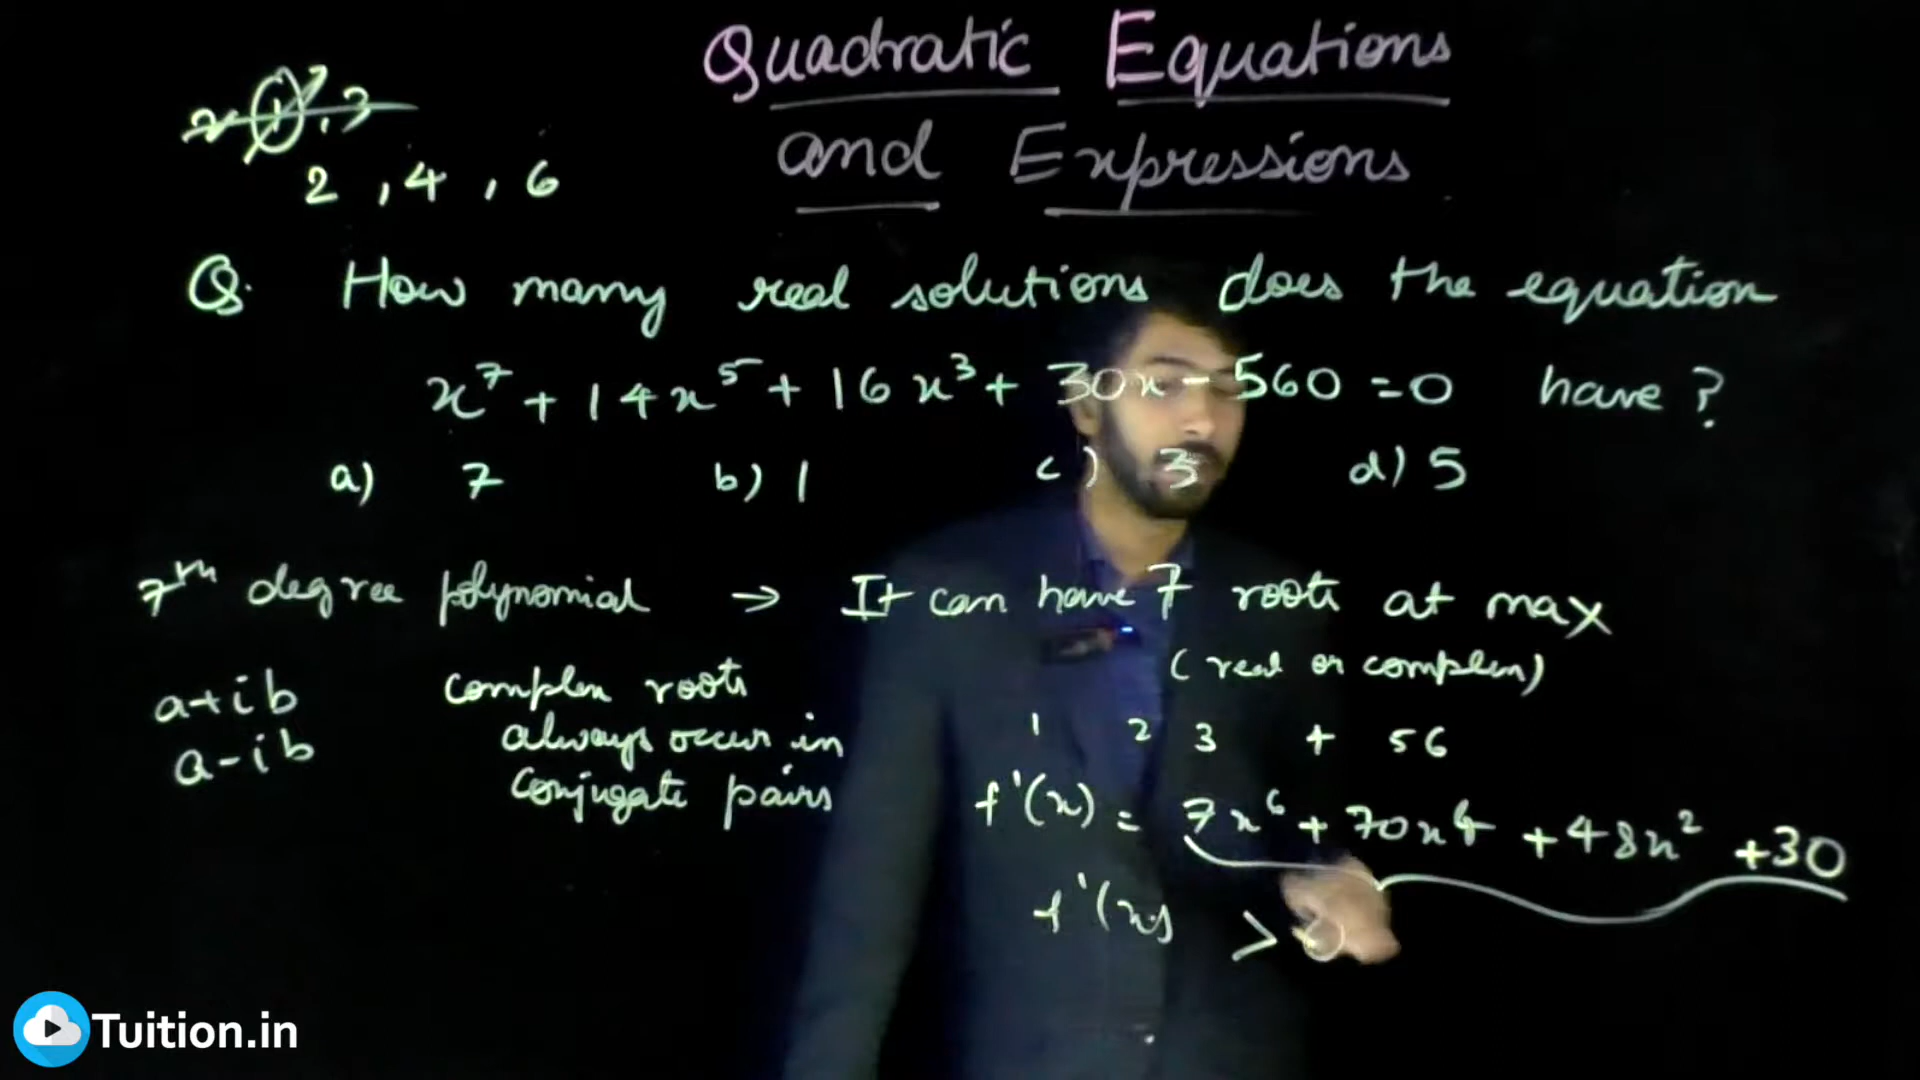 Quadratic Equations
and Expressions
1, 3
2, 4, 6
Q. How many real solutions does the equation
x⁷ + 14x⁵ + 16x³ + 30x - 560 = 0 have?
a) 7 b) 1 c) 3 d) 5
7th degree polynomial → It can have 7 roots at max
(real or complex)
a+ib
a-ib
complex roots
always occur in
conjugate pairs
1 2 3 + 56
f'(x) = 7x⁶ + 70x⁴ + 48x² + 30
f'(x) > 0
Tuition.in